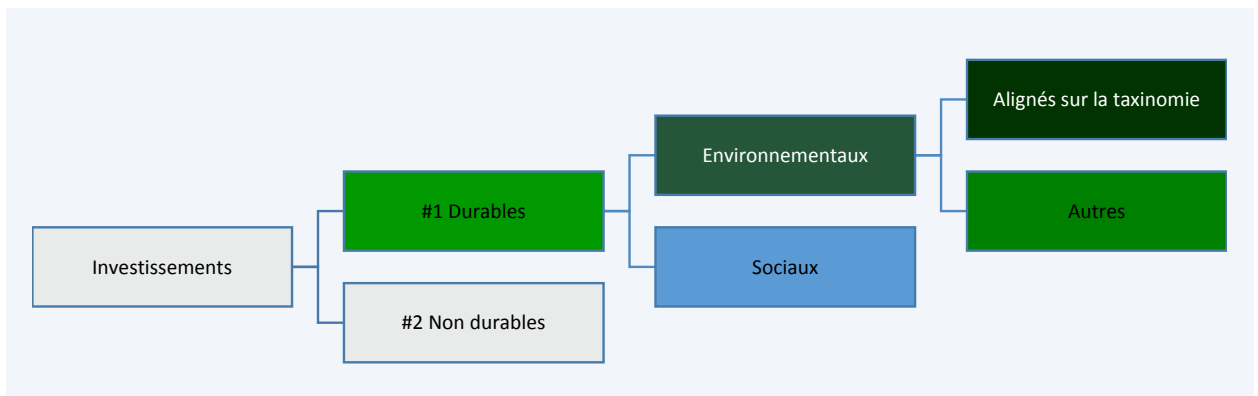 Alignés sur la taxinomie
Environnementaux
#1 Durables
Autres
Investissements
Sociaux
#2 Non durables